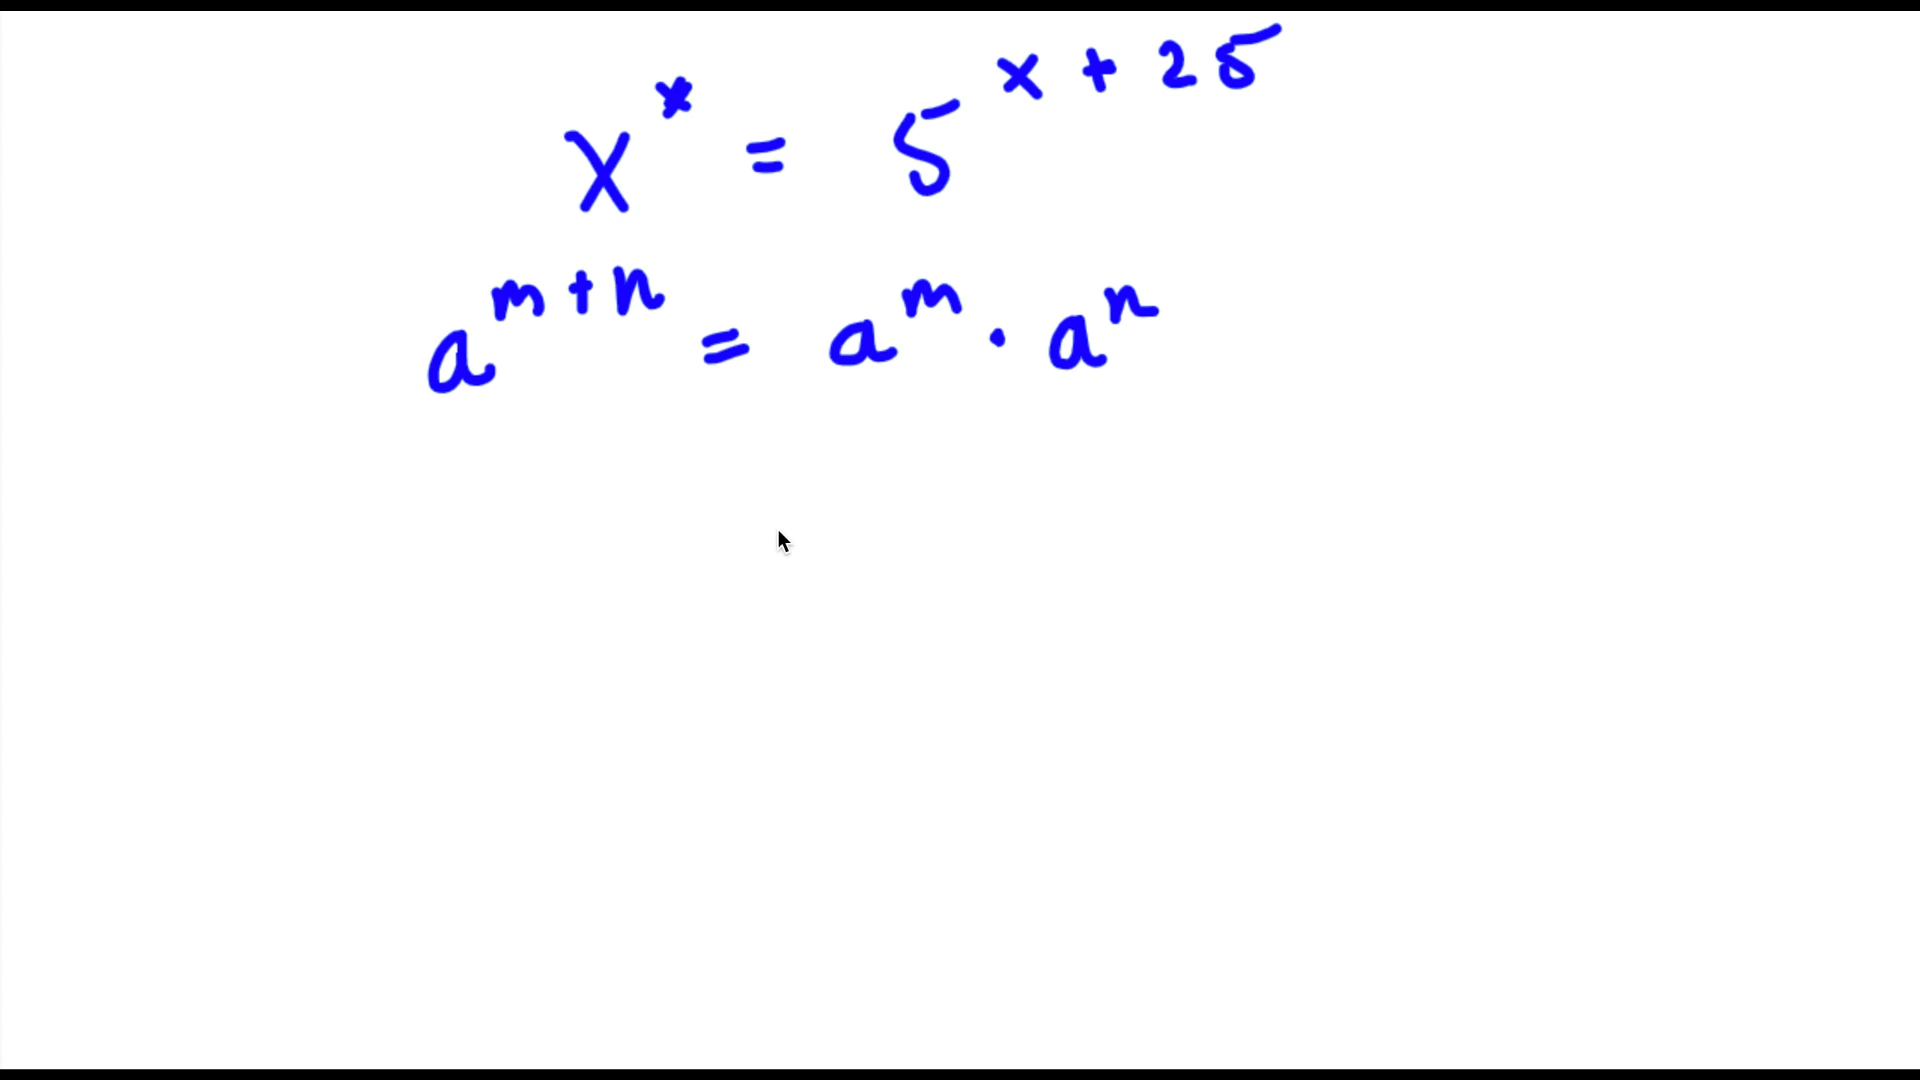 x^x = 5^{x + 25}
a^{m+n} = a^m · a^n